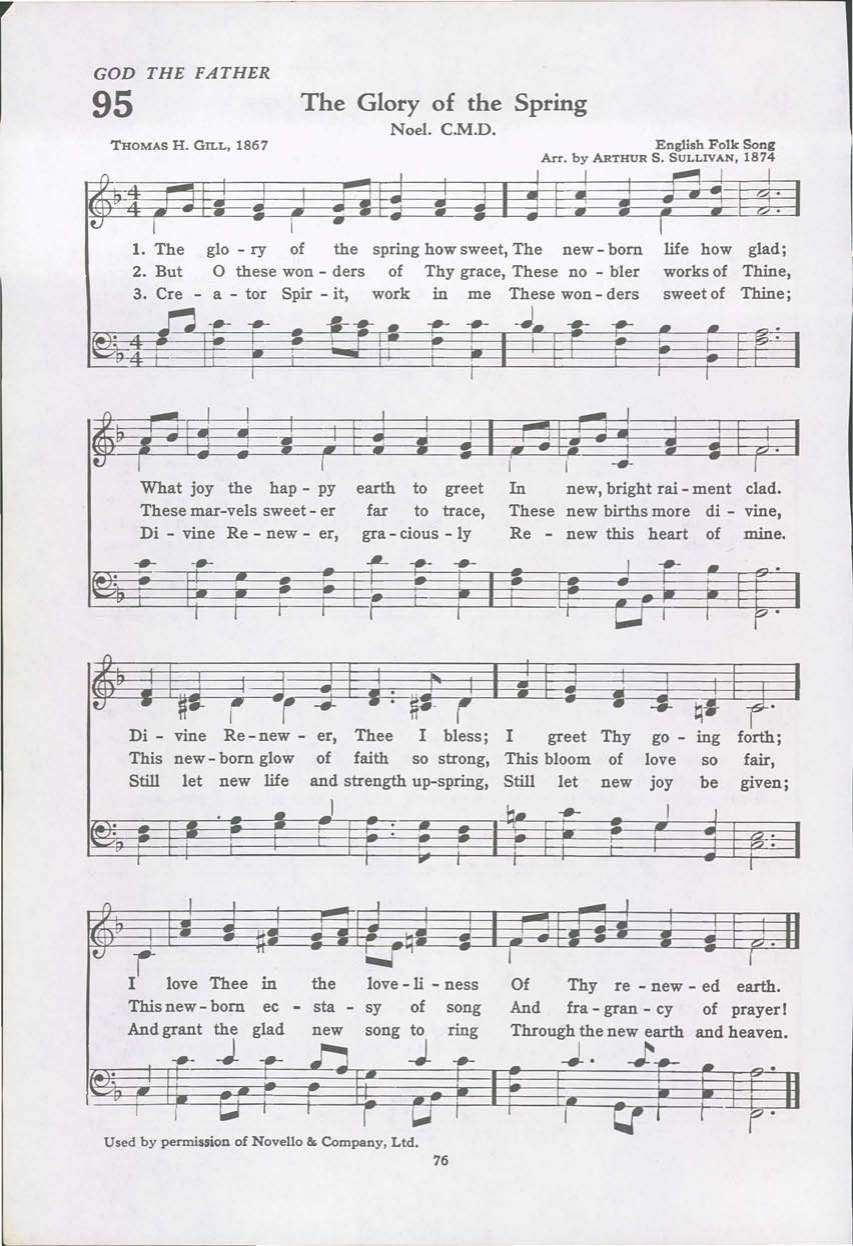 GOD THE FATHER
95
The Glory of the Spring
Noel. C.M.D.
THOMAS H. GILL, 1867
English Folk Song
Arr. by ARTHUR S. SULLIVAN, 1874
4
4
1. The glo - ry of the spring how sweet, The new - born life how glad;
2. But O these won - ders of Thy grace, These no - bler works of Thine,
3. Cre - a - tor Spir - it, work in me These won - ders sweet of Thine;
4
4
What joy the hap - py earth to greet In new, bright rai - ment clad.
These mar-vels sweet - er far to trace, These new births more di - vine,
Di - vine Re - new - er, gra - cious - ly Re - new this heart of mine.
Di - vine Re - new - er, Thee I bless; I greet Thy go - ing forth;
This new - born glow of faith so strong, This bloom of love so fair,
Still let new life and strength up-spring, Still let new joy be given;
I love Thee in the love - li - ness Of Thy re - new - ed earth.
This new - born ec - sta - sy of song And fra - gran - cy of prayer!
And grant the glad new song to ring Through the new earth and heaven.
Used by permission of Novello & Company, Ltd.
76